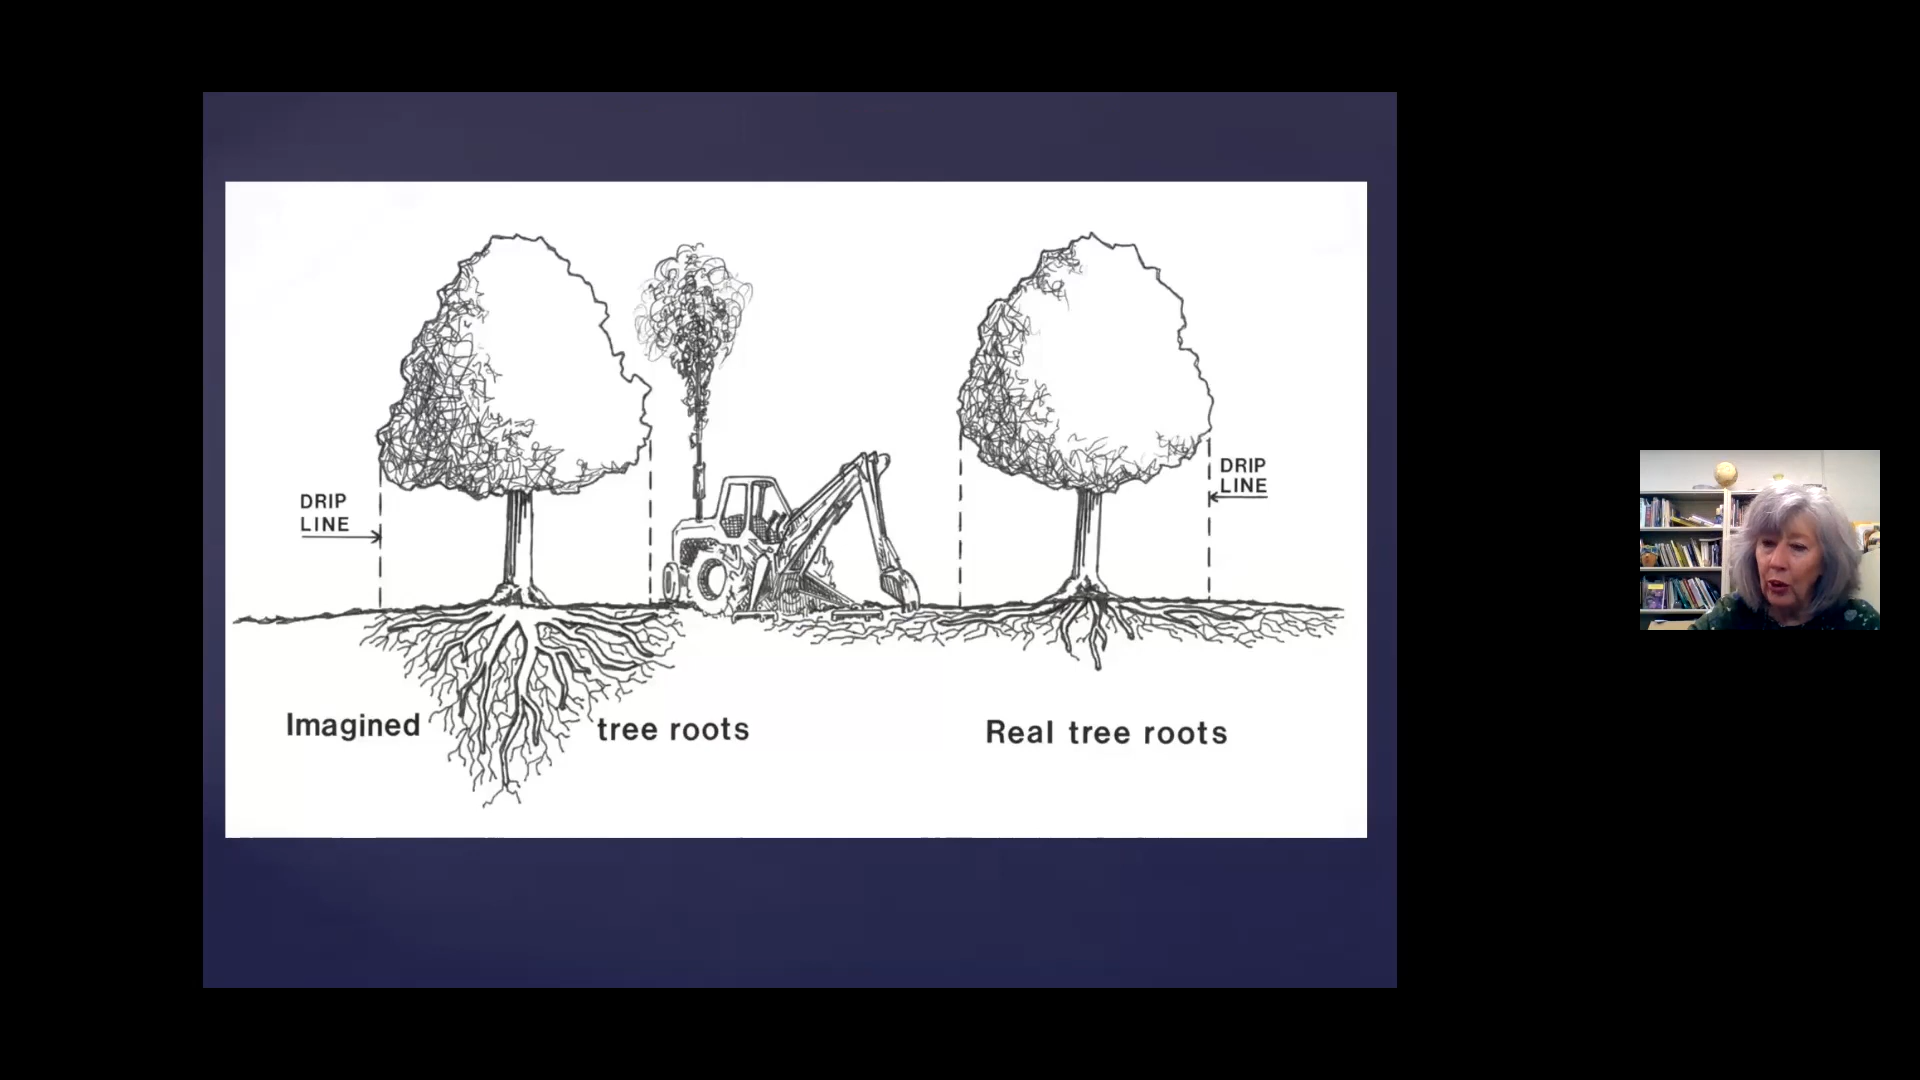 DRIP
LINE
DRIP
LINE
Imagined tree roots
Real tree roots